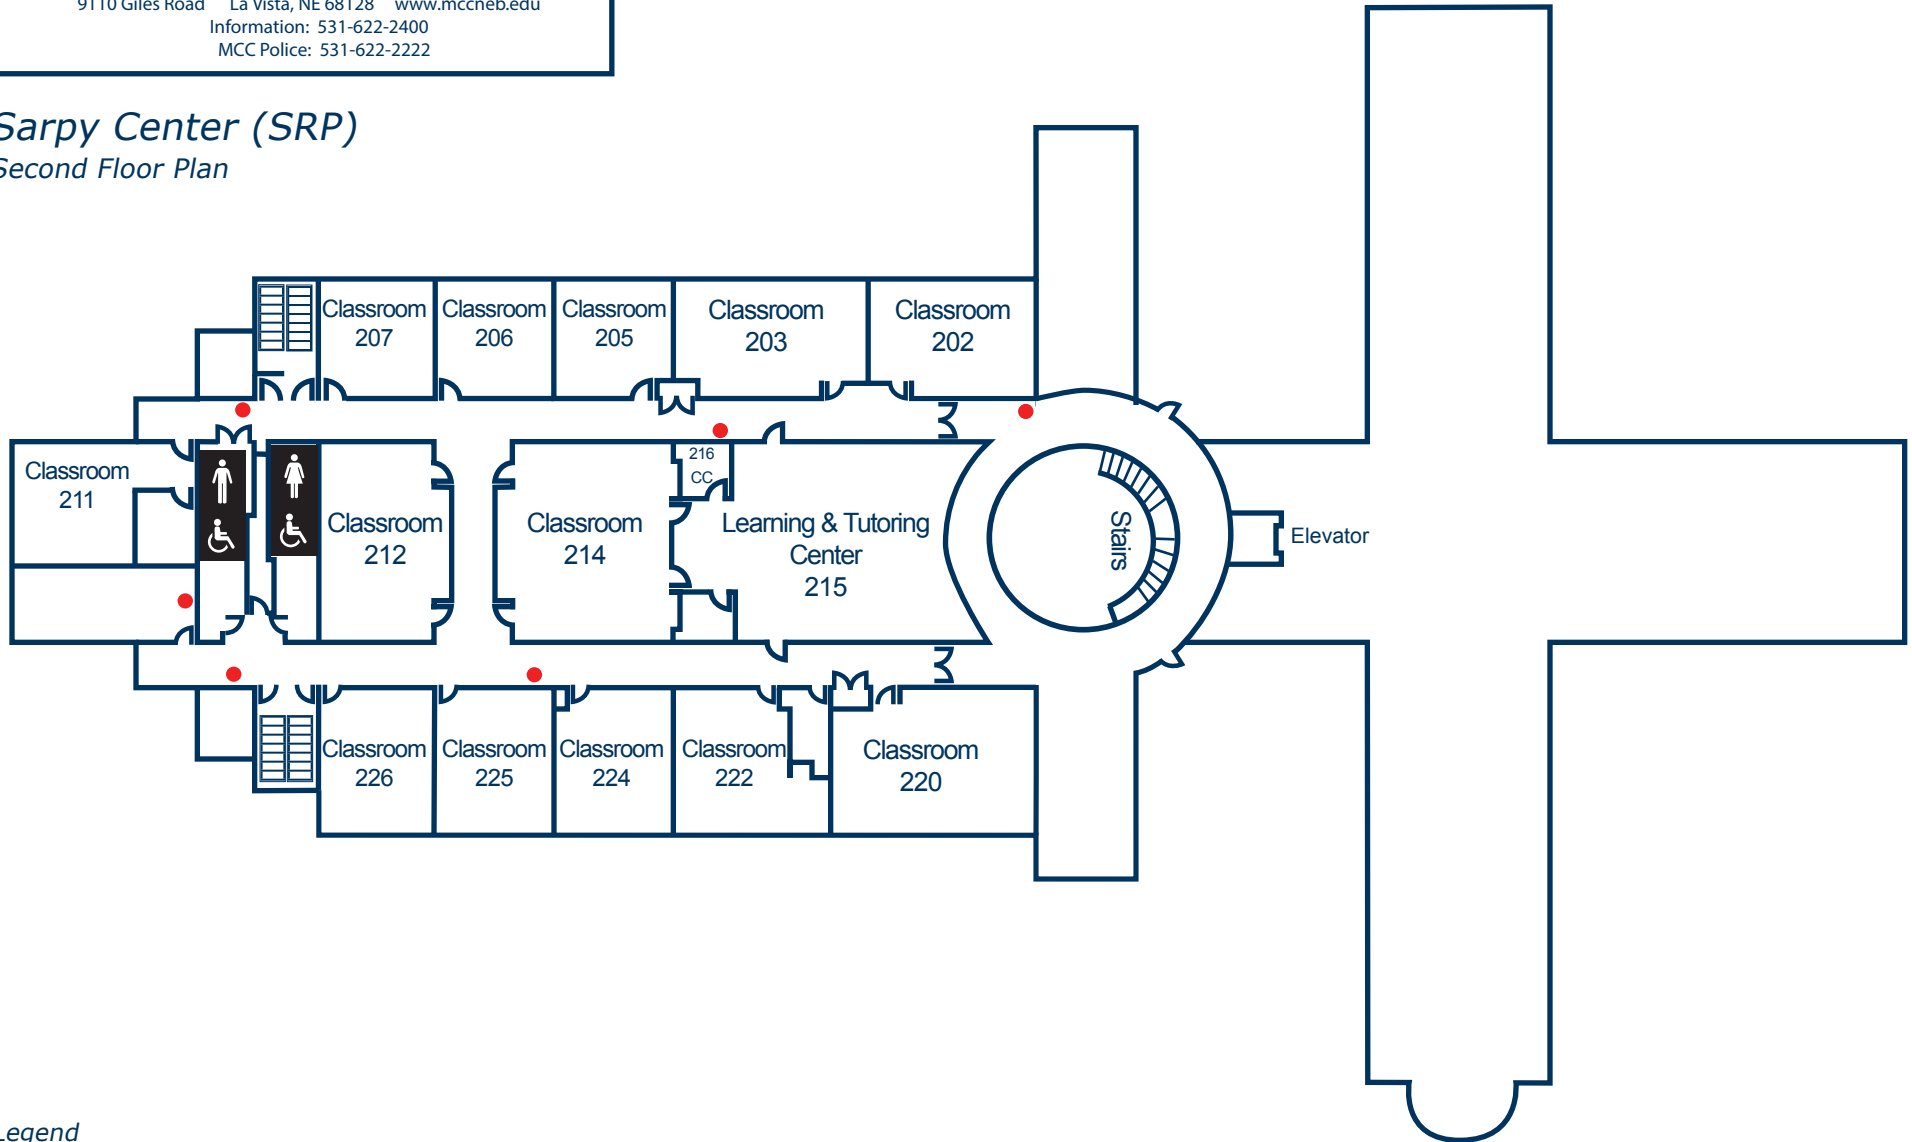 9110 Giles Road La Vista, NE 68128 www.mccneb.edu
Information: 531-622-2400
MCC Police: 531-622-2222
Sarpy Center (SRP)
Second Floor Plan
Classroom
207
Classroom
206
Classroom
205
Classroom
203
Classroom
202
Classroom
211
Classroom
212
Classroom
214
216
CC
Learning & Tutoring
Center
215
Stairs
Elevator
Classroom
226
Classroom
225
Classroom
224
Classroom
222
Classroom
220
Legend